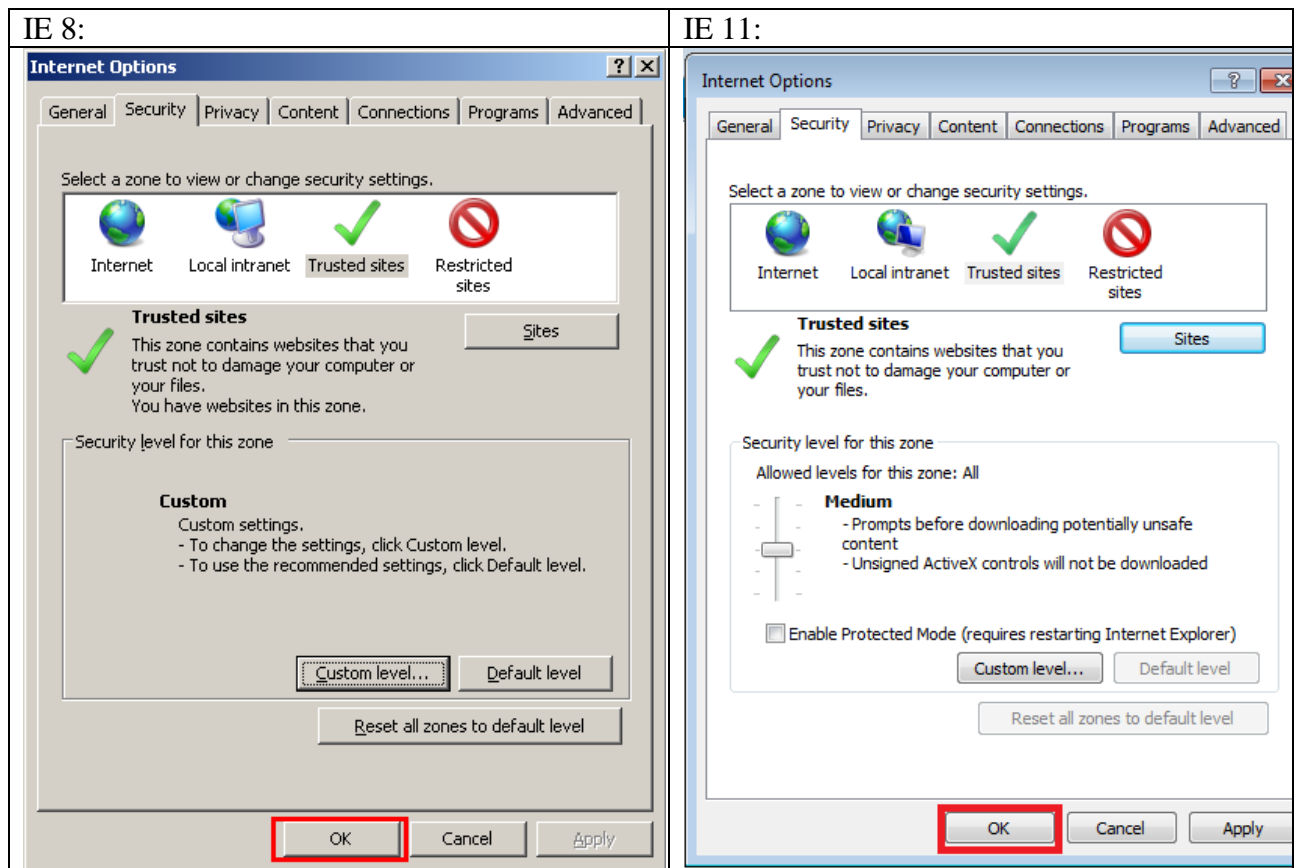 IE 8:
Internet Options
General Security Privacy Content Connections Programs Advanced
Select a zone to view or change security settings.
Internet Local intranet Trusted sites Restricted
sites
Trusted sites
Sites
This zone contains websites that you
trust not to damage your computer or
your files.
You have websites in this zone.
Security level for this zone
Custom
Custom settings.
- To change the settings, click Custom level.
- To use the recommended settings, click Default level.
Custom level... Default level
Reset all zones to default level
OK Cancel Apply
IE 11:
Internet Options
General Security Privacy Content Connections Programs Advanced
Select a zone to view or change security settings.
Internet Local intranet Trusted sites Restricted
sites
Trusted sites
Sites
This zone contains websites that you
trust not to damage your computer or
your files.
Security level for this zone
Allowed levels for this zone: All
Medium
- Prompts before downloading potentially unsafe
content
- Unsigned ActiveX controls will not be downloaded
Enable Protected Mode (requires restarting Internet Explorer)
Custom level... Default level
Reset all zones to default level
OK Cancel Apply